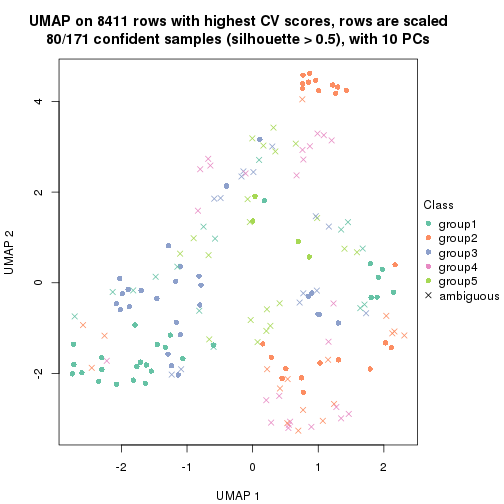 UMAP on 8411 rows with highest CV scores, rows are scaled
80/171 confident samples (silhouette > 0.5), with 10 PCs
4
2
0
-2
UMAP 2
-2
-1
0
1
2
UMAP 1
Class
group1
group2
group3
group4
group5
ambiguous